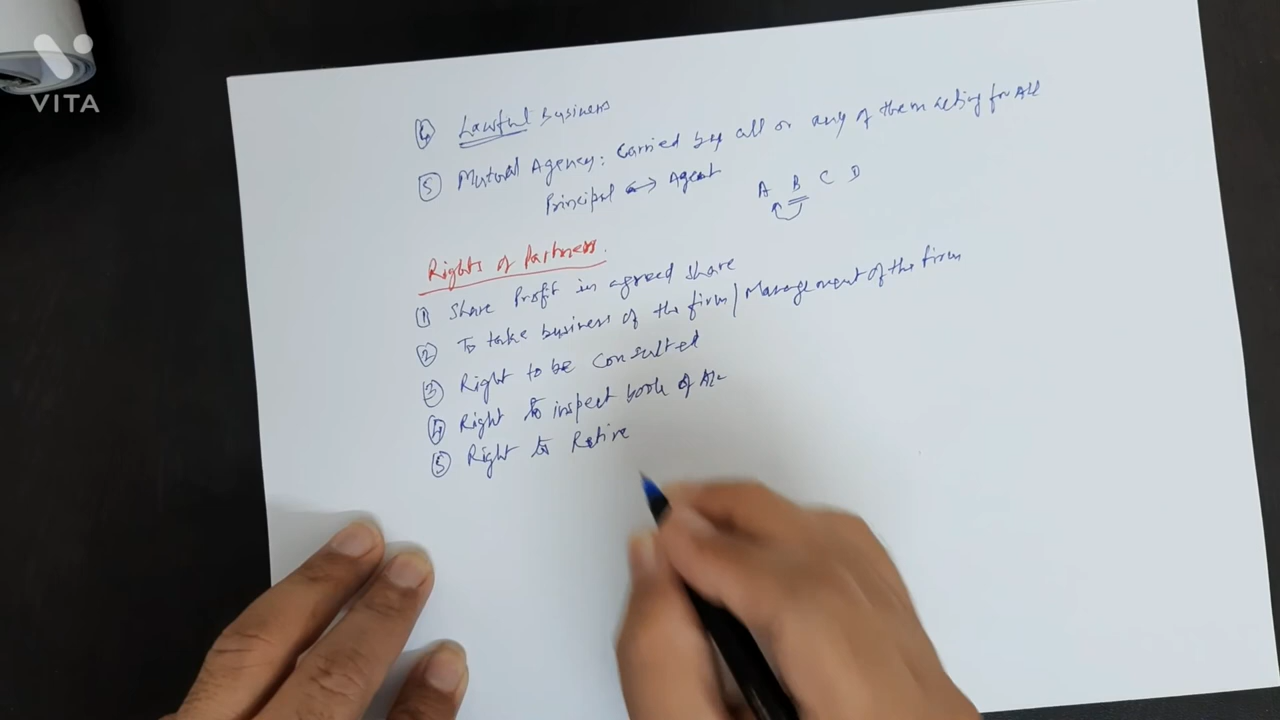 VITA
④ Lawful Business
⑤ Mutual Agency: Carried by all or any of them acting for All
Principal ↔ Agent
A B C D
Rights of Partners.
① Share Profit in agreed share
② To take business of the firm / Management of the firm
③ Right to be consulted
④ Right to inspect book of A/c
⑤ Right to Retire